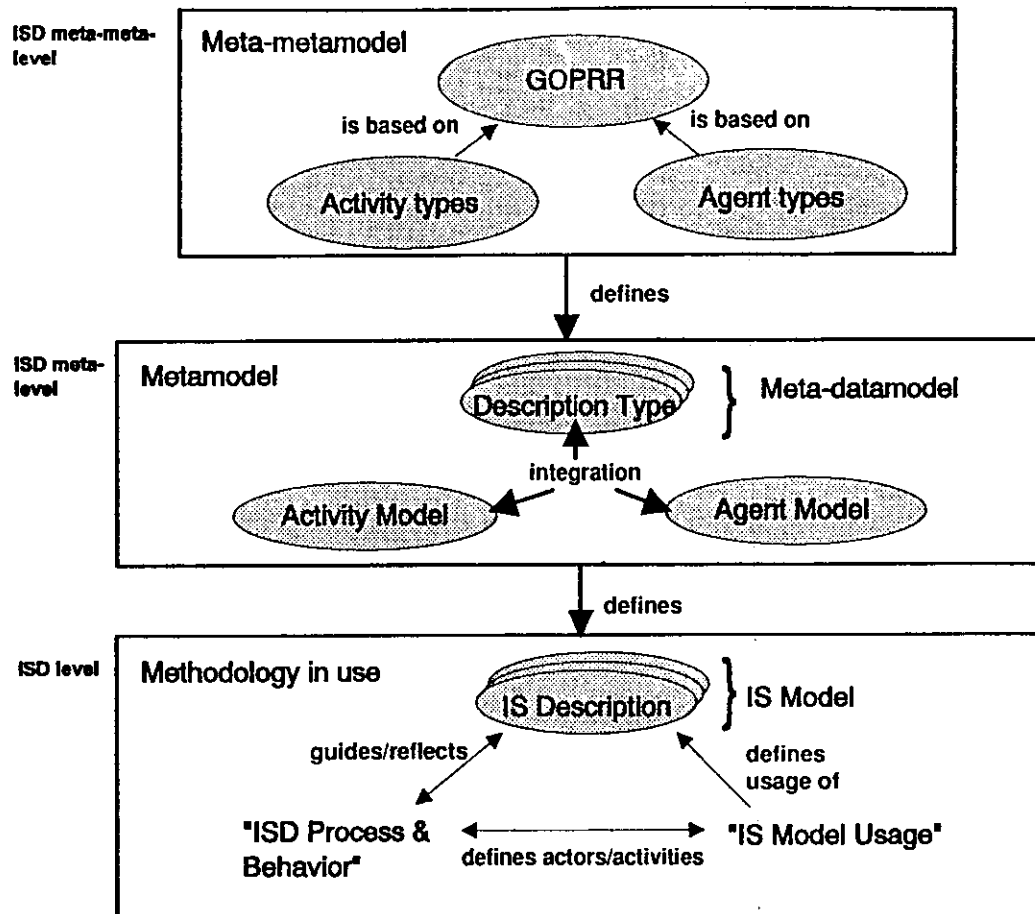 ISD meta-meta-
level
Meta-metamodel
GOPRR
is based on
is based on
Activity types
Agent types
defines
ISD meta-
level
Metamodel
Description Type
} Meta-datamodel
integration
Activity Model
Agent Model
defines
ISD level
Methodology in use
IS Description
} IS Model
guides/reflects
defines
usage of
"ISD Process &
Behavior"
defines actors/activities
"IS Model Usage"